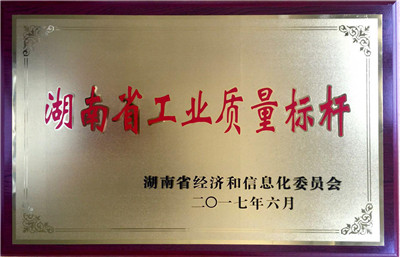 湖南省工业质量标杆
湖南省经济和信息化委员会
二〇一七年六月